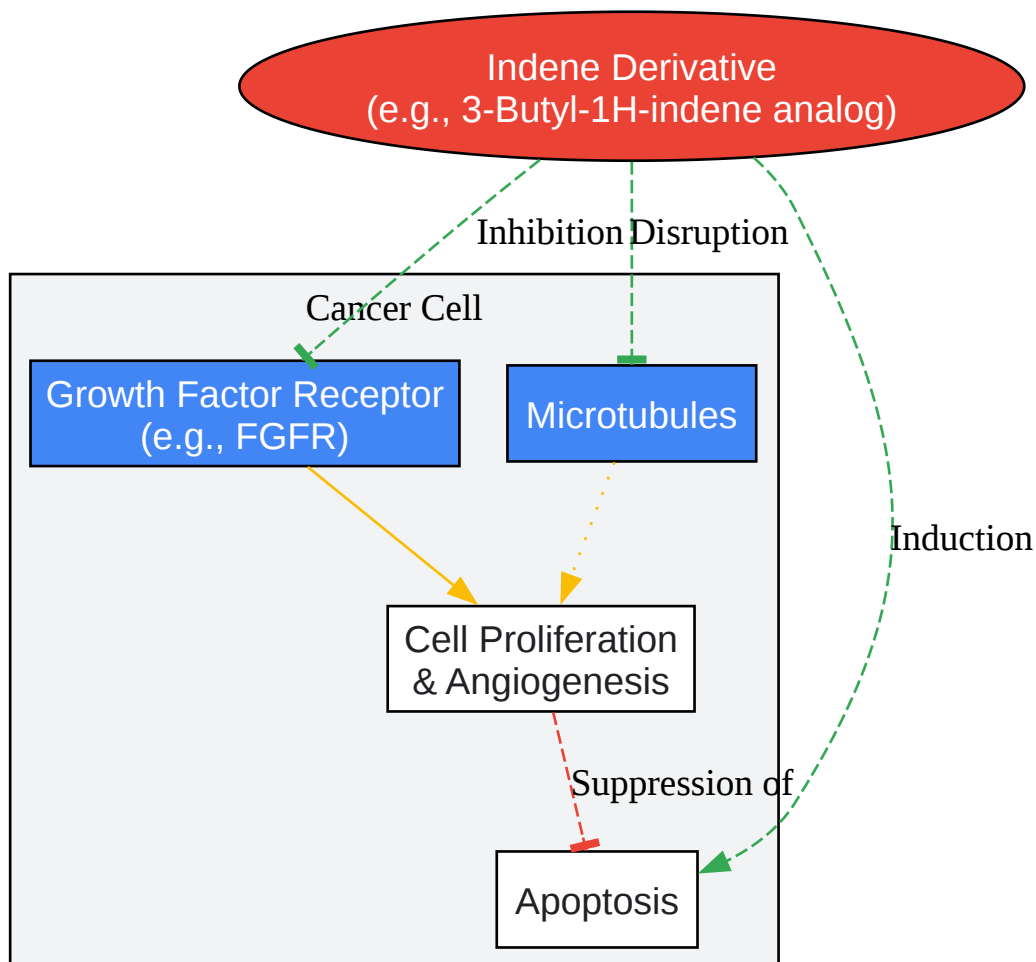 Indene Derivative
(e.g., 3-Butyl-1H-indene analog)
Inhibition
Disruption
Cancer Cell
Growth Factor Receptor
(e.g., FGFR)
Microtubules
Induction
Cell Proliferation
& Angiogenesis
Suppression of
Apoptosis